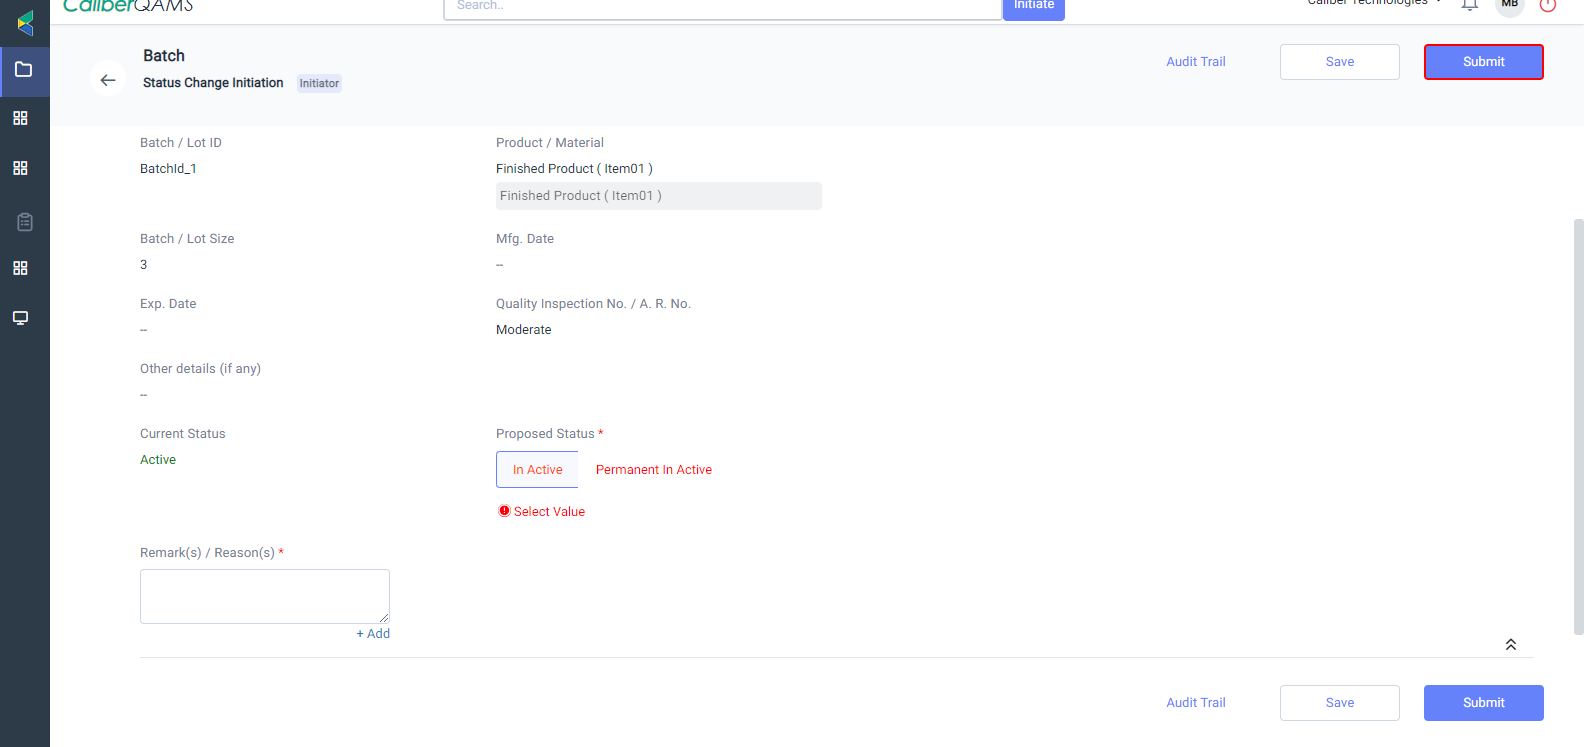 CaliberQAMS
Search..
Initiate
Caliber Technologies
MB
Batch
Status Change Initiation
Initiator
Audit Trail
Save
Submit
Batch / Lot ID
BatchId_1
Product / Material
Finished Product ( Item01 )
Finished Product ( Item01 )
Batch / Lot Size
3
Mfg. Date
--
Exp. Date
--
Quality Inspection No. / A. R. No.
Moderate
Other details (if any)
--
Current Status
Active
Proposed Status *
In Active
Permanent In Active
Select Value
Remark(s) / Reason(s) *
+ Add
Audit Trail
Save
Submit